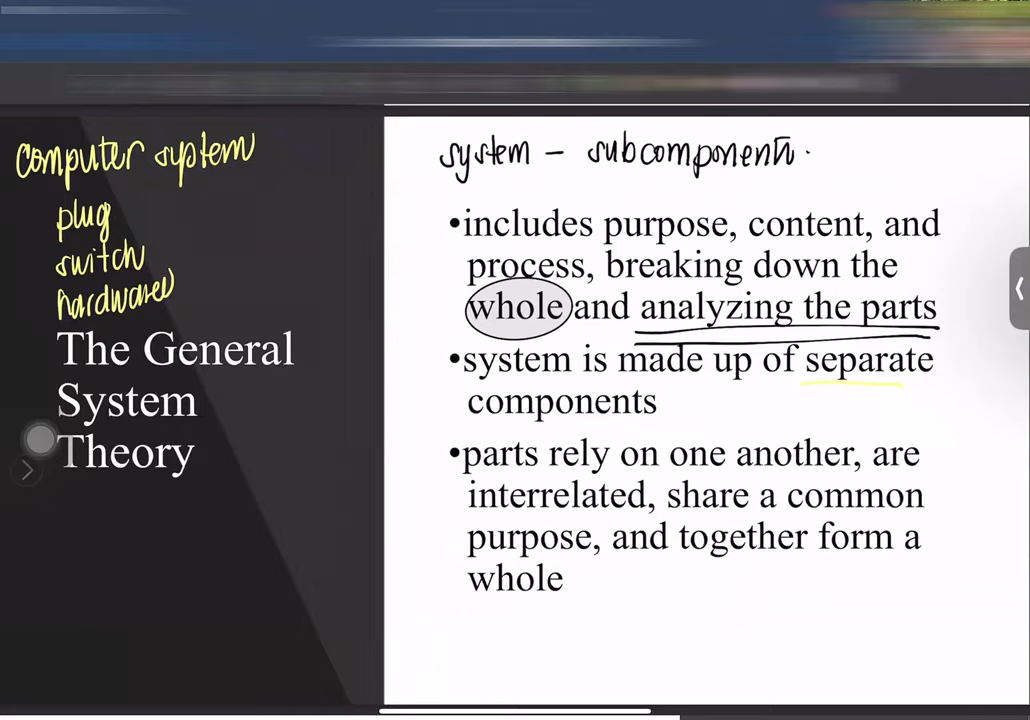 computer system
plug
switch
hardware
The General
System
Theory
system – subcomponents.
•includes purpose, content, and
process, breaking down the
whole and analyzing the parts
•system is made up of separate
components
•parts rely on one another, are
interrelated, share a common
purpose, and together form a
whole